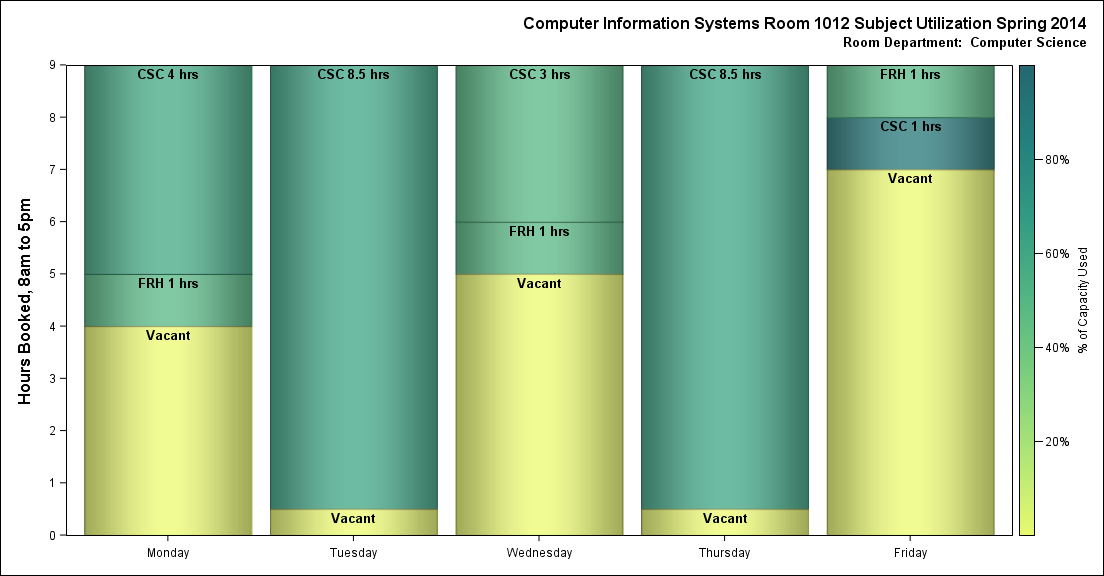 Computer Information Systems Room 1012 Subject Utilization Spring 2014
Room Department:  Computer Science
Hours Booked, 8am to 5pm
9
8
7
6
5
4
3
2
1
0
CSC 4 hrs
FRH 1 hrs
Vacant
CSC 8.5 hrs
Vacant
CSC 3 hrs
FRH 1 hrs
Vacant
CSC 8.5 hrs
Vacant
FRH 1 hrs
CSC 1 hrs
Vacant
Monday
Tuesday
Wednesday
Thursday
Friday
80%
60%
40%
20%
% of Capacity Used